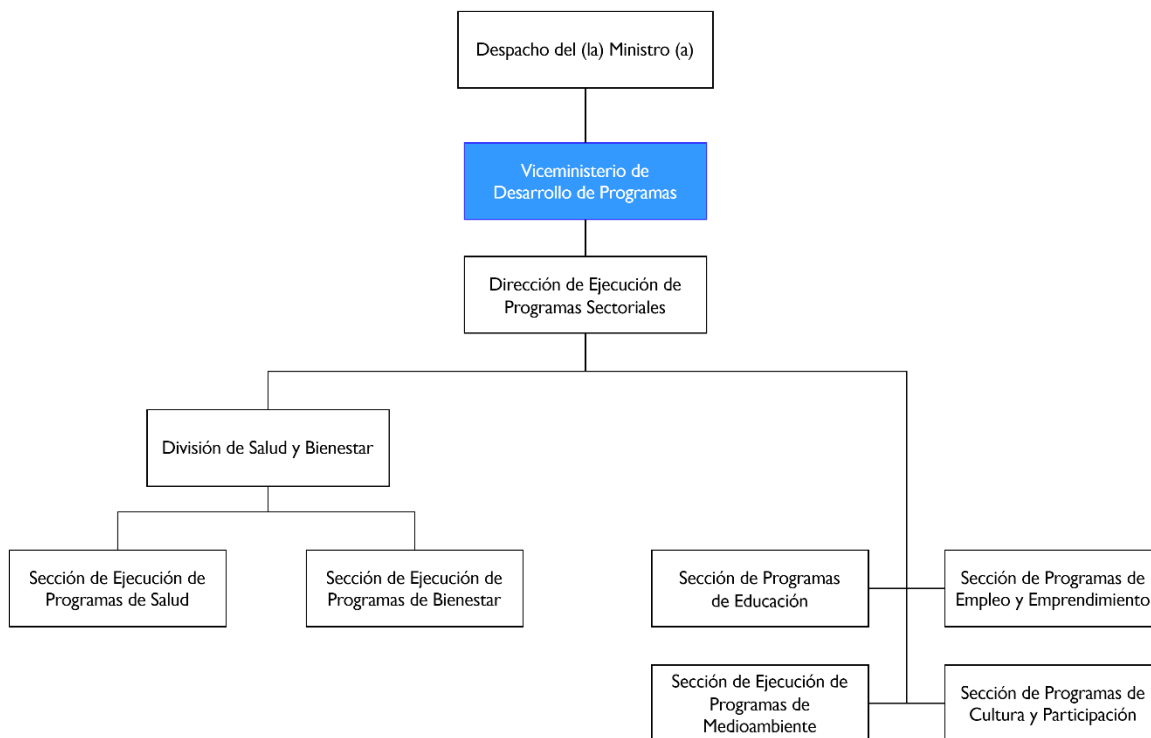 Despacho del (la) Ministro (a)
Viceministerio de
Desarrollo de Programas
Dirección de Ejecución de
Programas Sectoriales
División de Salud y Bienestar
Sección de Ejecución de
Programas de Salud
Sección de Ejecución de
Programas de Bienestar
Sección de Programas
de Educación
Sección de Programas de
Empleo y Emprendimiento
Sección de Ejecución de
Programas de
Medioambiente
Sección de Programas de
Cultura y Participación